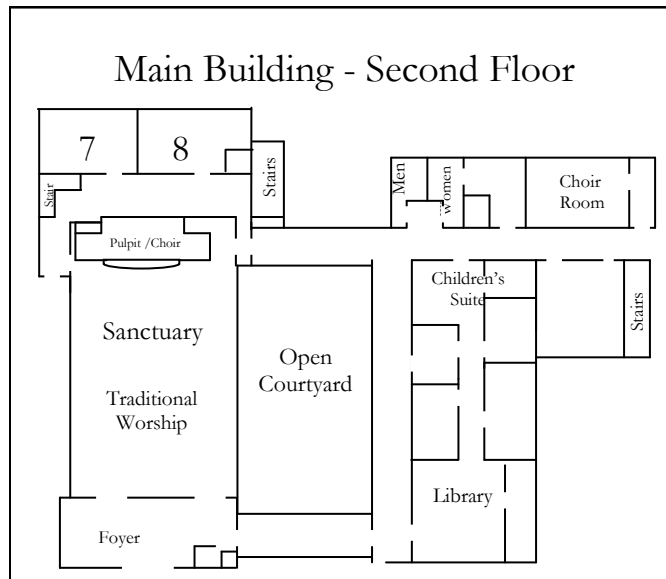 Main Building - Second Floor
7
8
Stair
Stairs
Men
women
Choir
Room
Pulpit /Choir
Children's
Suite
Stairs
Sanctuary
Open
Courtyard
Traditional
Worship
Library
Foyer